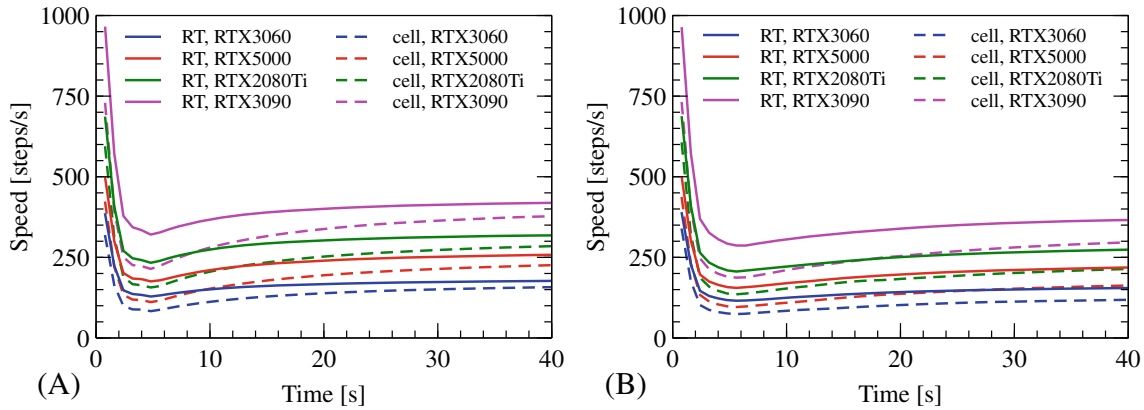 1000
750
500
250
0
Speed [steps/s]
RT, RTX3060
RT, RTX5000
RT, RTX2080Ti
RT, RTX3090
cell, RTX3060
cell, RTX5000
cell, RTX2080Ti
cell, RTX3090
0 10 20 30 40
Time [s]
(A)
1000
750
500
250
0
Speed [steps/s]
RT, RTX3060
RT, RTX5000
RT, RTX2080Ti
RT, RTX3090
cell, RTX3060
cell, RTX5000
cell, RTX2080Ti
cell, RTX3090
0 10 20 30 40
Time [s]
(B)